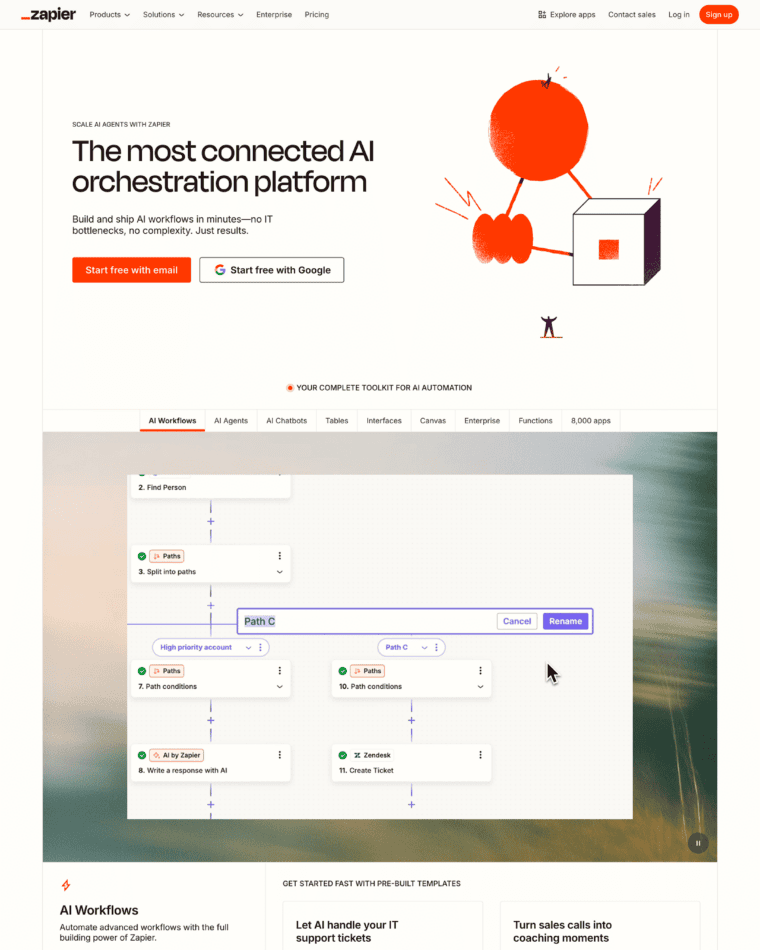 zapier
Products
Solutions
Resources
Enterprise
Pricing
Explore apps
Contact sales
Log in
Sign up
SCALE AI AGENTS WITH ZAPIER
The most connected AI
orchestration platform
Build and ship AI workflows in minutes—no IT
bottlenecks, no complexity. Just results.
Start free with email
Start free with Google
YOUR COMPLETE TOOLKIT FOR AI AUTOMATION
AI Workflows
AI Agents
AI Chatbots
Tables
Interfaces
Canvas
Enterprise
Functions
8,000 apps
2. Find Person
Paths
3. Split into paths
Path C
Cancel
Rename
High priority account
Path C
Paths
7. Path conditions
Paths
10. Path conditions
AI by Zapier
8. Write a response with AI
Zendesk
11. Create Ticket
AI Workflows
Automate advanced workflows with the full
building power of Zapier.
GET STARTED FAST WITH PRE-BUILT TEMPLATES
Let AI handle your IT
support tickets
Turn sales calls into
coaching moments